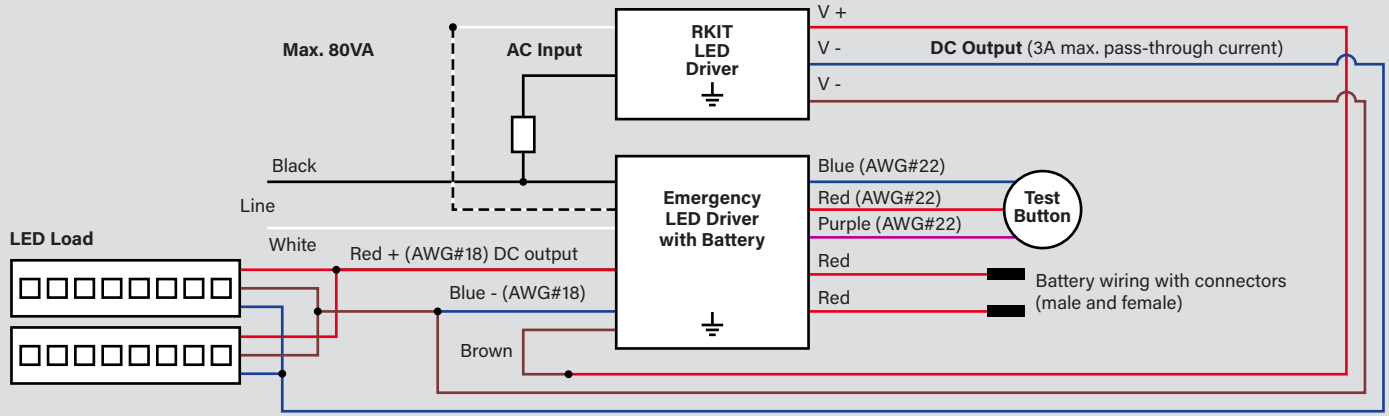 Max. 80VA
AC Input
RKIT
LED
Driver
V +
V -
DC Output (3A max. pass-through current)
V -
Black
Line
White
LED Load
Red + (AWG#18) DC output
Blue - (AWG#18)
Brown
Emergency
LED Driver
with Battery
Blue (AWG#22)
Red (AWG#22)
Purple (AWG#22)
Test
Button
Red
Red
Battery wiring with connectors
(male and female)